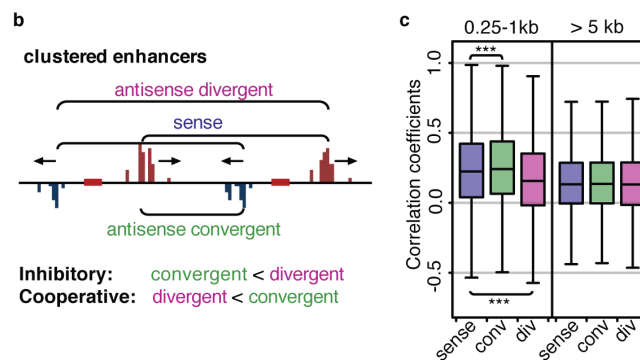 b
clustered enhancers
antisense divergent
sense
antisense convergent
Inhibitory: convergent < divergent
Cooperative: divergent < convergent
c
0.25-1kb > 5 kb
***
Correlation coefficients
1.0
0.5
0.0
-0.5
***
sense conv div sense conv div